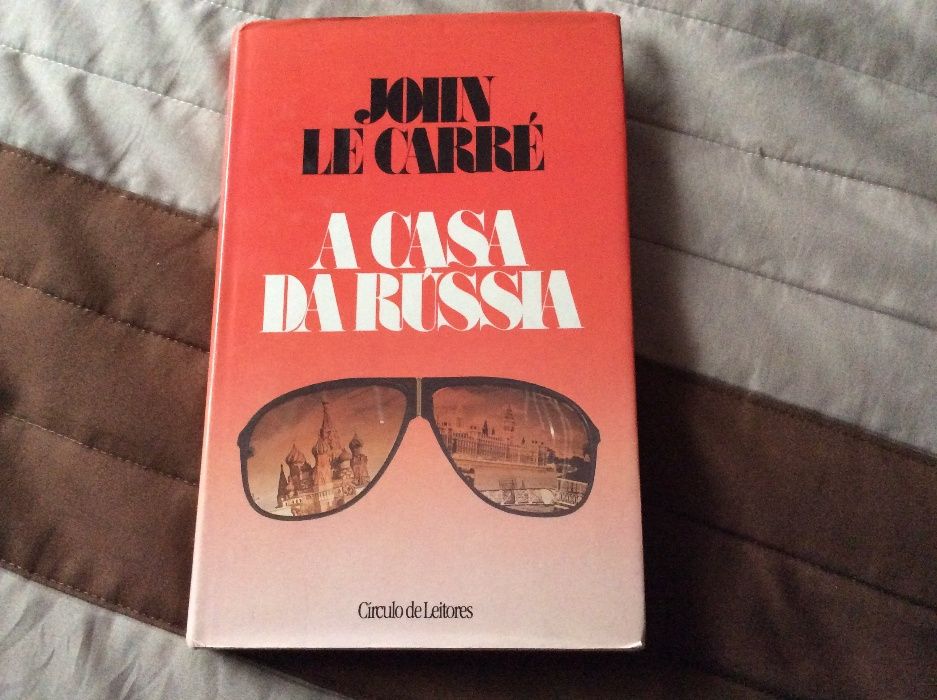 JOHN
LE CARRÉ
A CASA
DA RÚSSIA
Círculo de Leitores